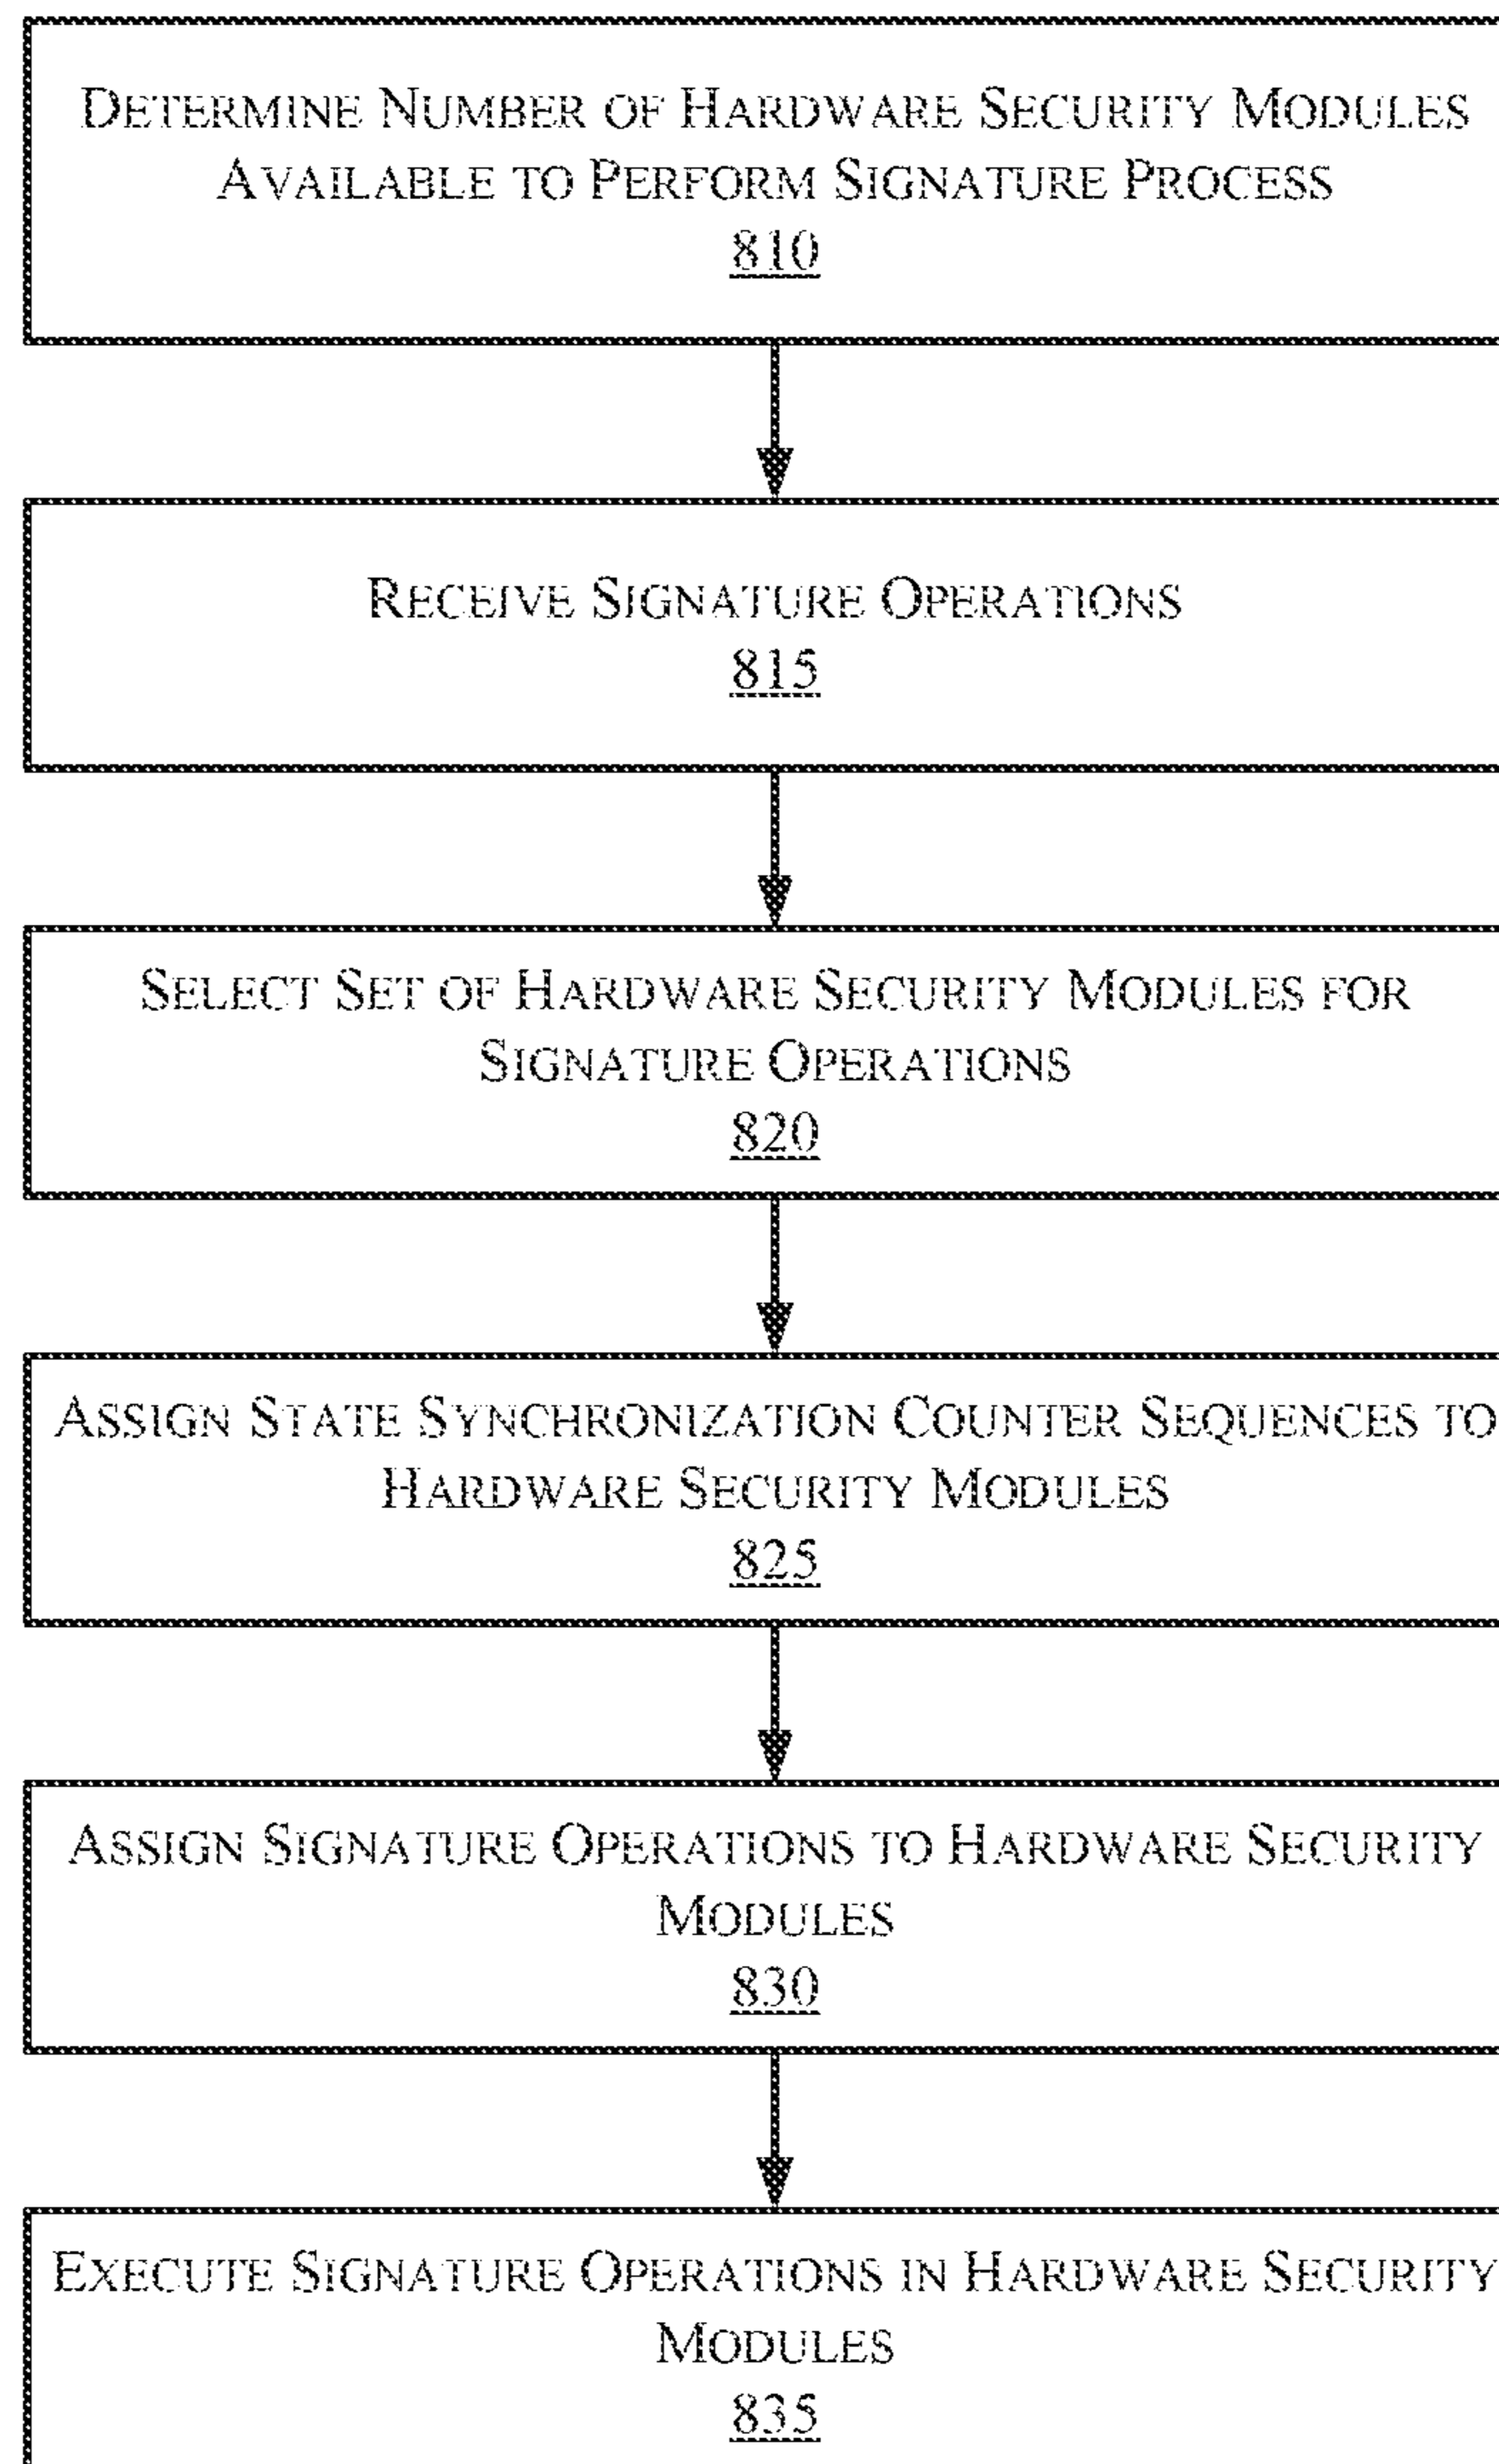 DETERMINE NUMBER OF HARDWARE SECURITY MODULES
AVAILABLE TO PERFORM SIGNATURE PROCESS
810
RECEIVE SIGNATURE OPERATIONS
815
SELECT SET OF HARDWARE SECURITY MODULES FOR
SIGNATURE OPERATIONS
820
ASSIGN STATE SYNCHRONIZATION COUNTER SEQUENCES TO
HARDWARE SECURITY MODULES
825
ASSIGN SIGNATURE OPERATIONS TO HARDWARE SECURITY
MODULES
830
EXECUTE SIGNATURE OPERATIONS IN HARDWARE SECURITY
MODULES
835